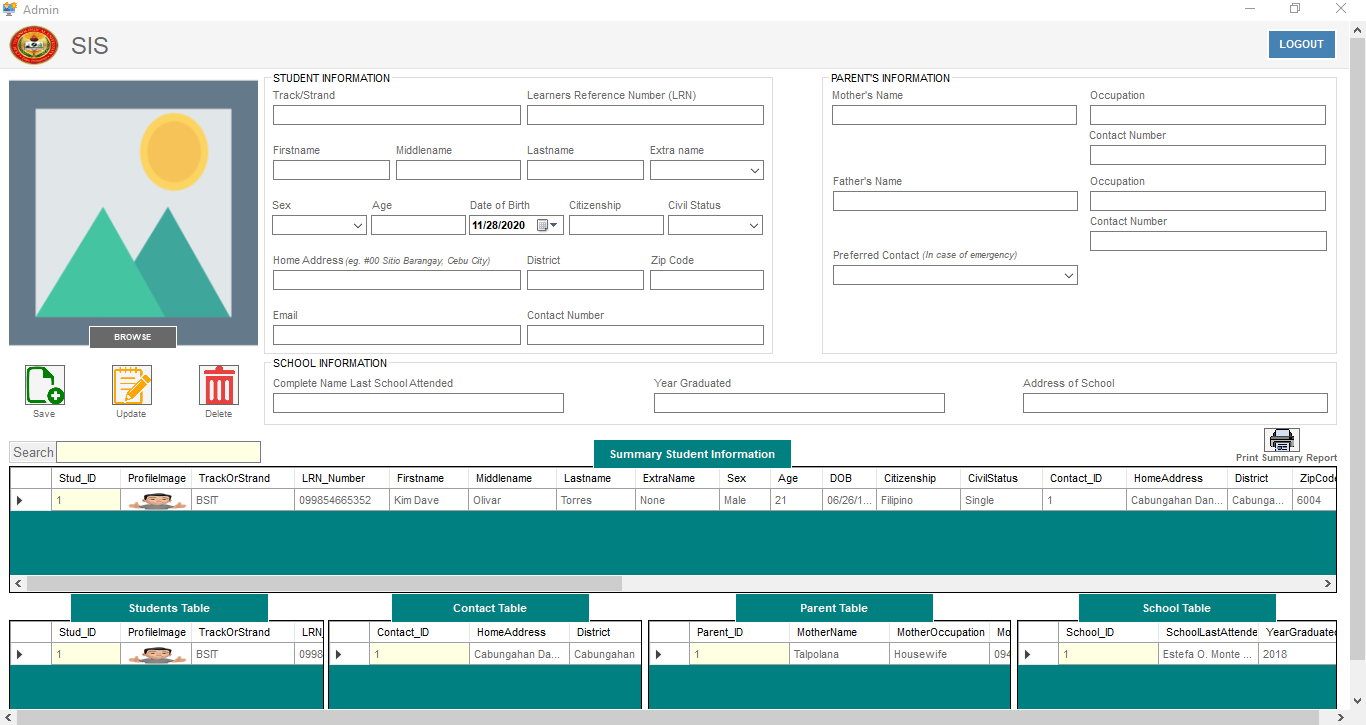 Admin
SIS
LOGOUT
STUDENT INFORMATION
PARENT'S INFORMATION
Track/Strand
Learners Reference Number (LRN)
Mother's Name
Occupation
Contact Number
Firstname
Middlename
Lastname
Extra name
Father's Name
Occupation
Sex
Age
Date of Birth
Citizenship
Civil Status
11/28/2020
Contact Number
Home Address (eg. #00 Sitio Barangay, Cebu City)
District
Zip Code
Preferred Contact (In case of emergency)
Email
Contact Number
BROWSE
SCHOOL INFORMATION
Complete Name Last School Attended
Year Graduated
Address of School
Save
Update
Delete
Search
Summary Student Information
Print Summary Report
Stud_ID ProfileImage TrackOrStrand LRN_Number Firstname Middlename Lastname ExtraName Sex Age DOB Citizenship CivilStatus Contact_ID HomeAddress District ZipCode
1 BSIT 099854665352 Kim Dave Olivar Torres None Male 21 06/26/1... Filipino Single 1 Cabungahan Dan... Cabunga... 6004
Students Table
Contact Table
Parent Table
School Table
Stud_ID ProfileImage TrackOrStrand LRN_
1 BSIT 0998
Contact_ID HomeAddress District
1 Cabungahan Da... Cabungahan
Parent_ID MotherName MotherOccupation Mo
1 Talpolana Housewife 094
School_ID SchoolLastAttende YearGraduated
1 Estefa O. Monte ... 2018